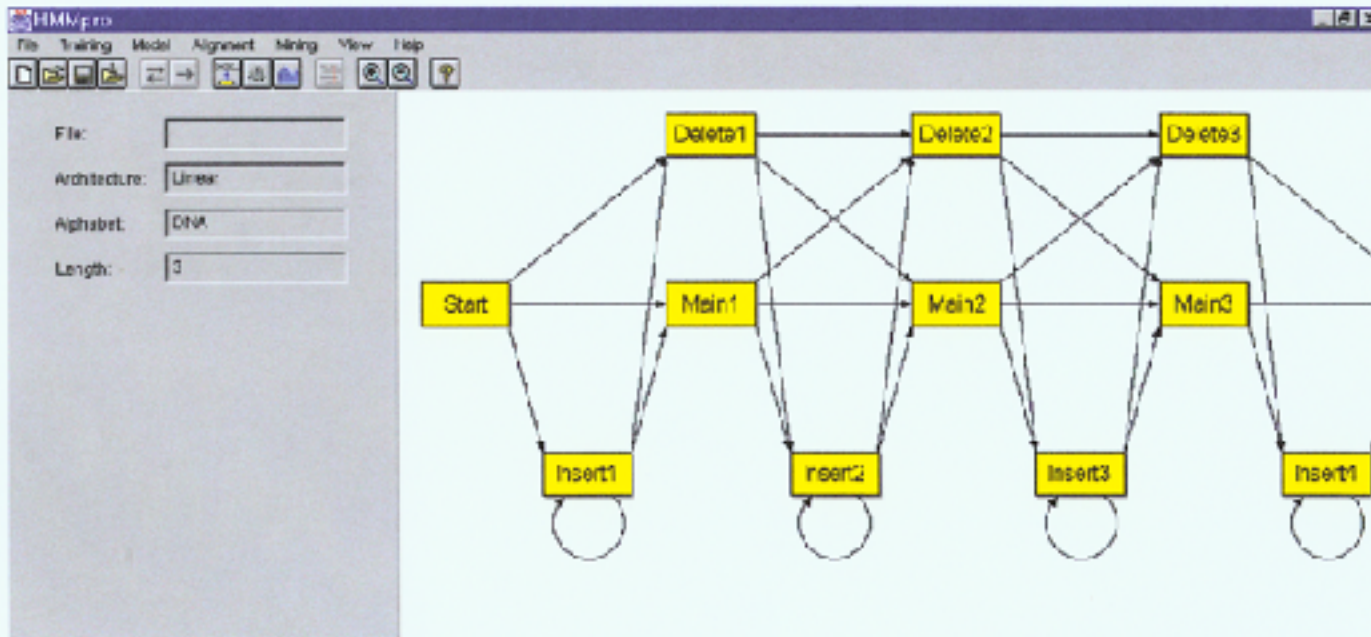 HMMpro
File Training Model Alignment Mining View Help
File:
Architecture: Linear
Alphabet: DNA
Length: 3
Delete1 Delete2 Delete3
Start Main1 Main2 Main3
Insert1 Insert2 Insert3 Insert4